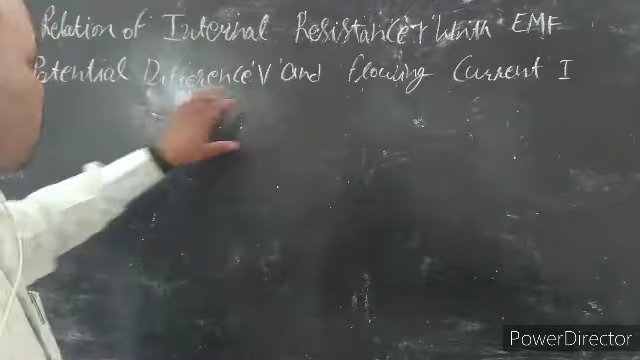 Relation of Internal Resistance 'r' with EMF
Potential Difference 'V' and flowing Current I
PowerDirector